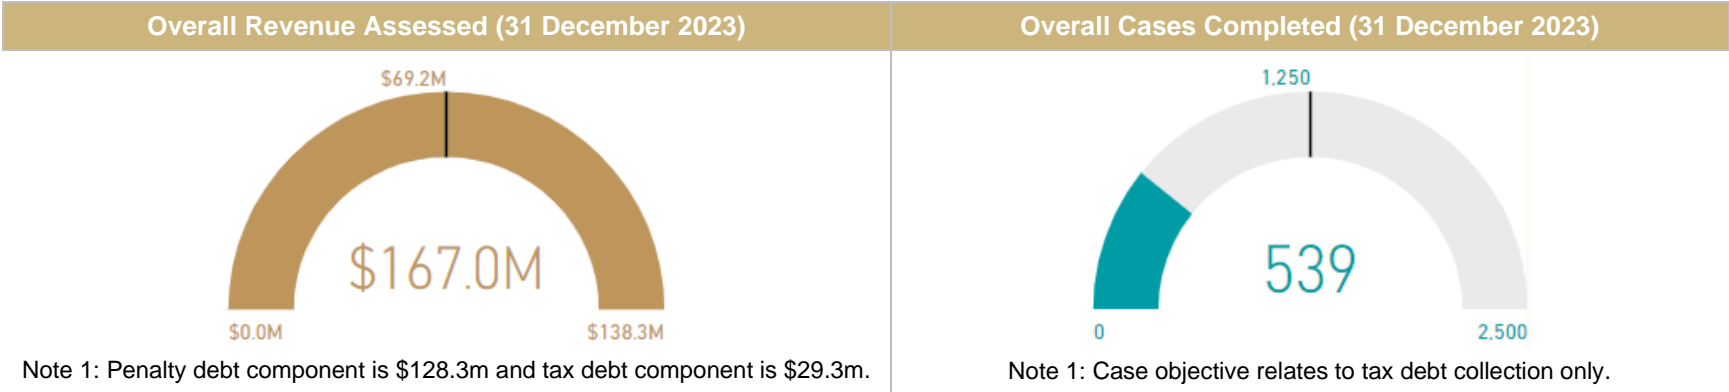 Overall Revenue Assessed (31 December 2023)
$69.2M
$167.0M
$0.0M
$138.3M
Note 1: Penalty debt component is $128.3m and tax debt component is $29.3m.
Overall Cases Completed (31 December 2023)
1,250
539
0
2,500
Note 1: Case objective relates to tax debt collection only.